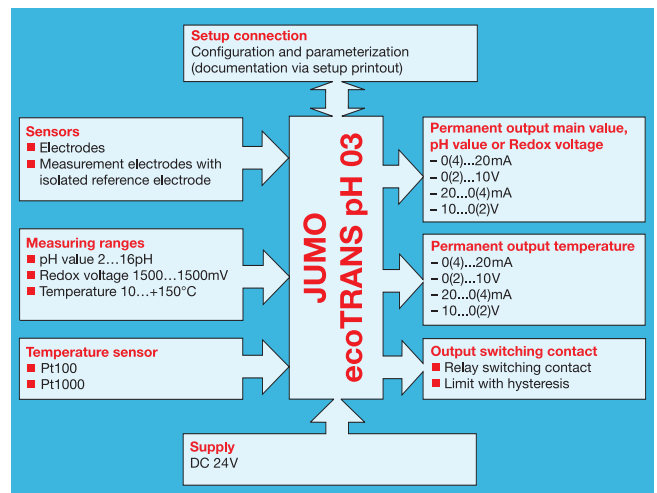 Setup connection
Configuration and parameterization
(documentation via setup printout)
Sensors
■ Electrodes
■ Measurement electrodes with
isolated reference electrode
Measuring ranges
■ pH value 2...16pH
■ Redox voltage 1500...1500mV
■ Temperature 10...+150°C
Temperature sensor
■ Pt100
■ Pt1000
JUMO
ecoTRANS pH 03
Permanent output main value,
pH value or Redox voltage
– 0(4)...20mA
– 0(2)...10V
– 20...0(4)mA
– 10...0(2)V
Permanent output temperature
– 0(4)...20mA
– 0(2)...10V
– 20...0(4)mA
– 10...0(2)V
Output switching contact
■ Relay switching contact
■ Limit with hysteresis
Supply
DC 24V